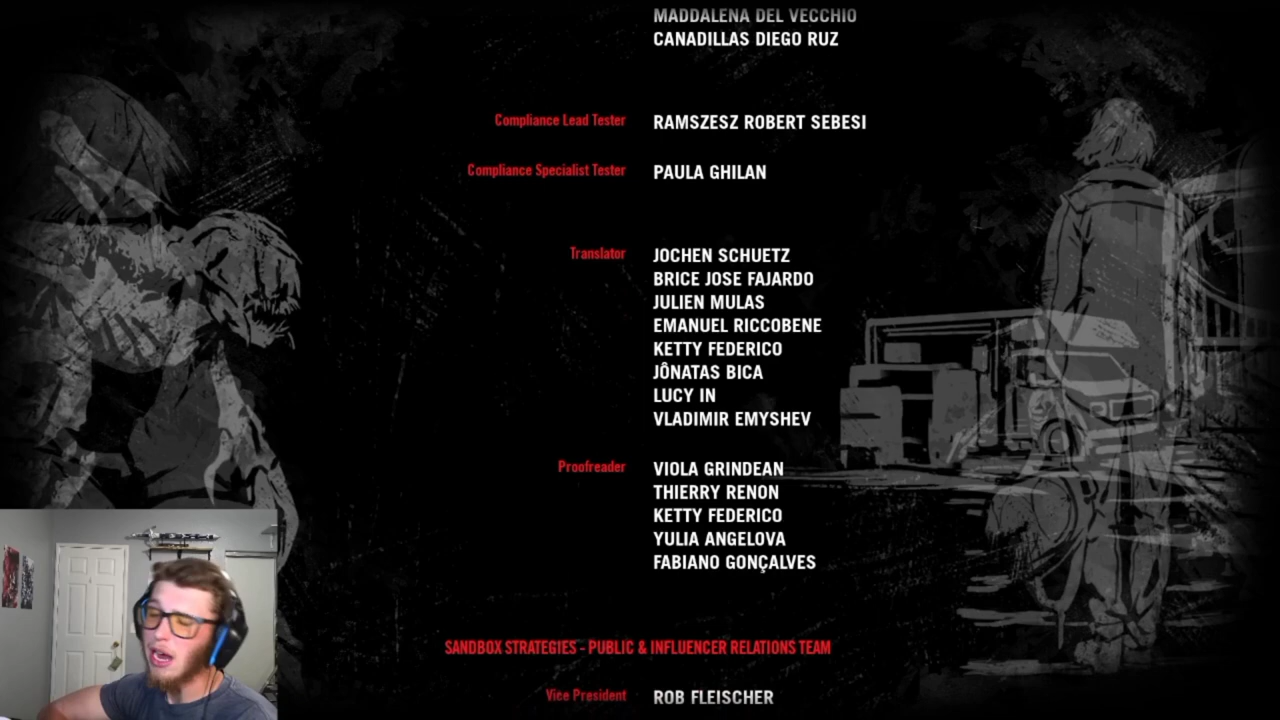 MADDALENA DEL VECCHIO
CANADILLAS DIEGO RUZ
Compliance Lead Tester RAMSZESZ ROBERT SEBESI
Compliance Specialist Tester PAULA GHILAN
Translator JOCHEN SCHUETZ
BRICE JOSE FAJARDO
JULIEN MULAS
EMANUEL RICCOBENE
KETTY FEDERICO
JÔNATAS BICA
LUCY IN
VLADIMIR EMYSHEV
Proofreader VIOLA GRINDEAN
THIERRY RENON
KETTY FEDERICO
YULIA ANGELOVA
FABIANO GONÇALVES
SANDBOX STRATEGIES - PUBLIC & INFLUENCER RELATIONS TEAM
Vice President ROB FLEISCHER